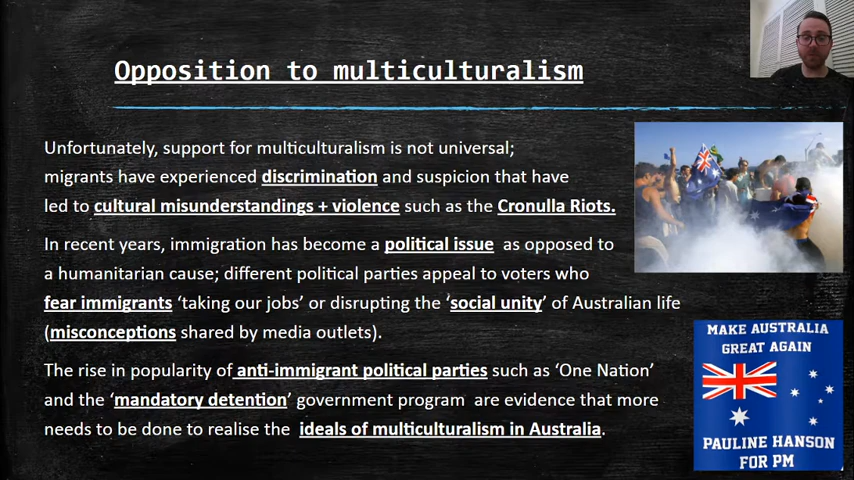 Opposition to multiculturalism
Unfortunately, support for multiculturalism is not universal;
migrants have experienced discrimination and suspicion that have
led to cultural misunderstandings + violence such as the Cronulla Riots.
In recent years, immigration has become a political issue as opposed to
a humanitarian cause; different political parties appeal to voters who
fear immigrants ‘taking our jobs’ or disrupting the ‘social unity’ of Australian life
(misconceptions shared by media outlets).
The rise in popularity of anti-immigrant political parties such as ‘One Nation’
and the ‘mandatory detention’ government program are evidence that more
needs to be done to realise the ideals of multiculturalism in Australia.
MAKE AUSTRALIA
GREAT AGAIN
PAULINE HANSON
FOR PM